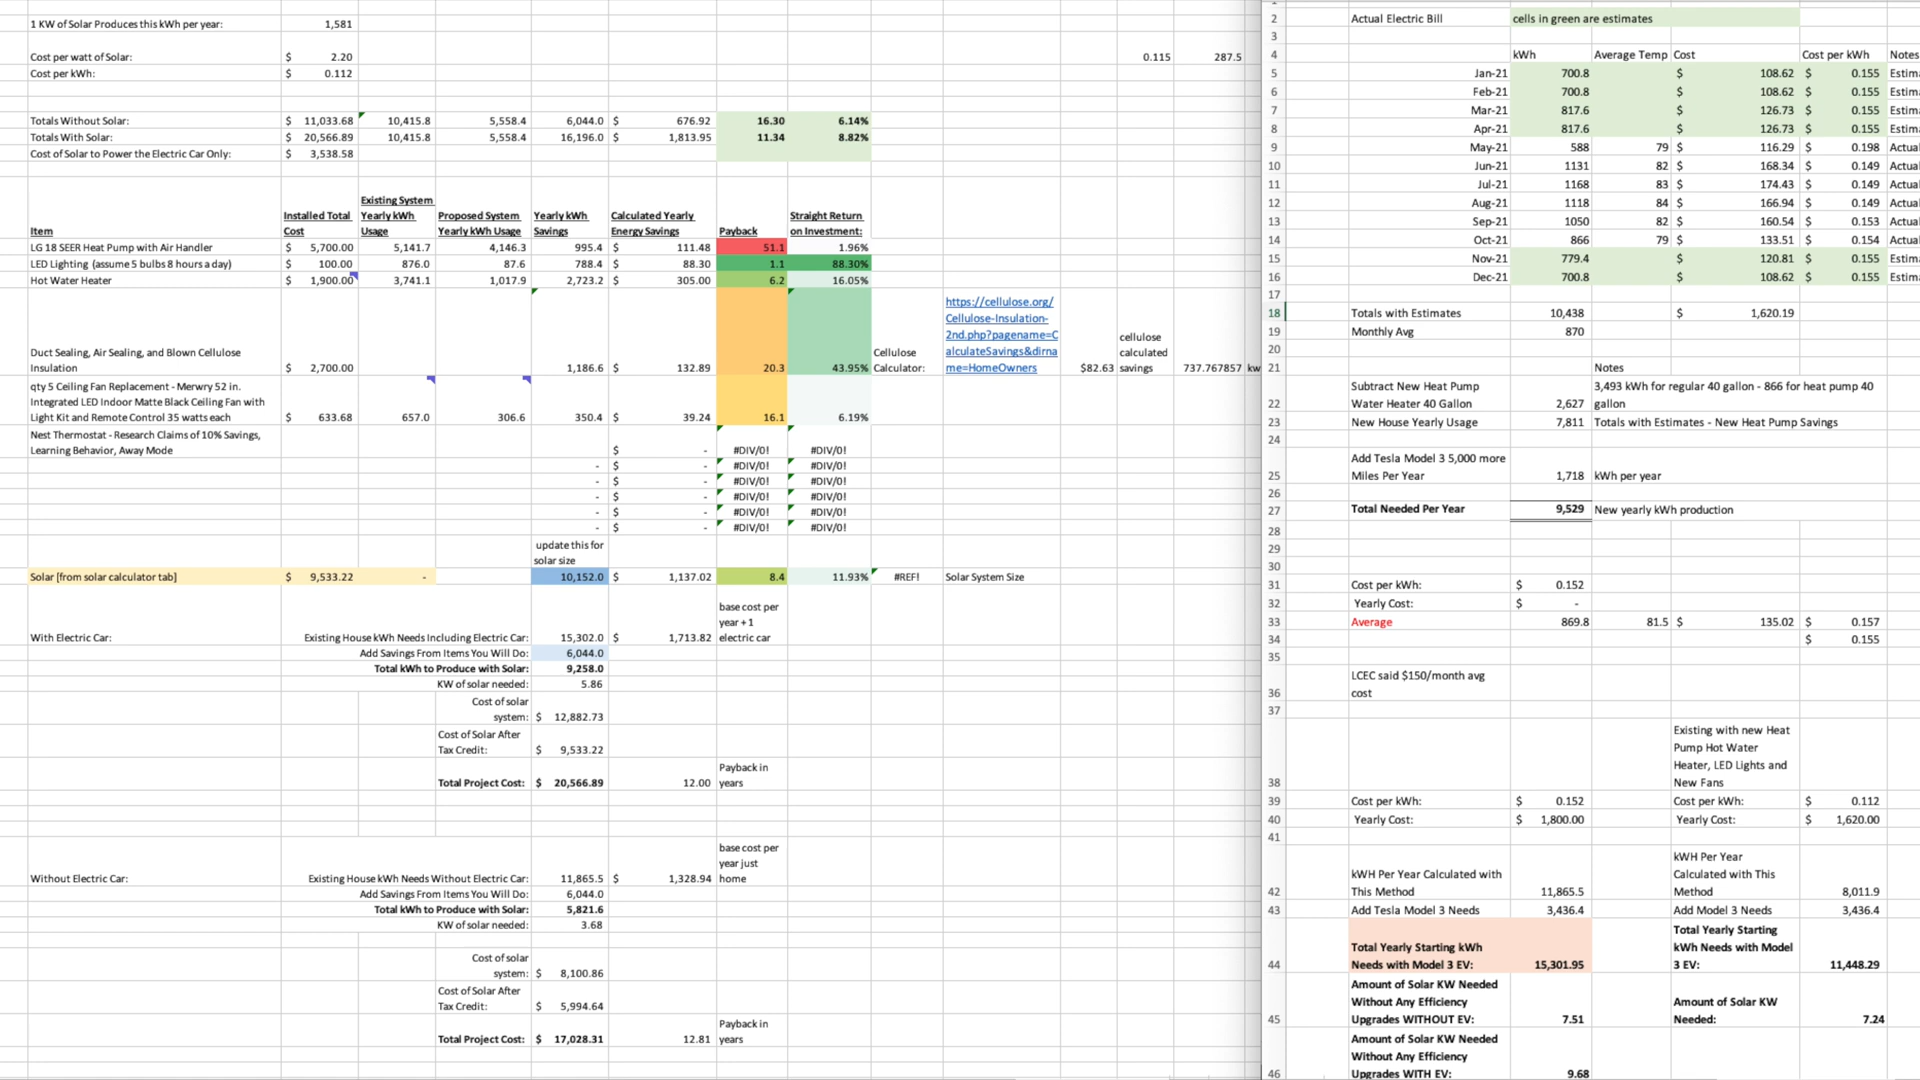 1 KW of Solar Produces this kWh per year: 1,581
Cost per watt of Solar: $ 2.20 0.115 287.5
Cost per kWh: $ 0.112
Totals Without Solar: $ 11,033.68 10,415.8 5,558.4 6,044.0 $ 676.92 16.30 6.14%
Totals With Solar: $ 20,566.89 10,415.8 5,558.4 16,196.0 $ 1,813.95 11.34 8.82%
Cost of Solar to Power the Electric Car Only: $ 3,538.58
Existing System
Installed Total Yearly kWh Proposed System Yearly kWh Calculated Yearly Straight Return
Item Cost Usage Yearly kWh Usage Savings Energy Savings Payback on Investment:
LG 18 SEER Heat Pump with Air Handler $ 5,700.00 5,141.7 4,146.3 995.4 $ 111.48 51.1 1.96%
LED Lighting (assume 5 bulbs 8 hours a day) $ 100.00 876.0 87.6 788.4 $ 88.30 1.1 88.30%
Hot Water Heater $ 1,900.00 3,741.1 1,017.9 2,723.2 $ 305.00 6.2 16.05%
https://cellulose.org/
Cellulose-Insulation-
2nd.php?pagename=C
alculateSavings&dirna
me=HomeOwners
cellulose
calculated
savings
Duct Sealing, Air Sealing, and Blown Cellulose
Insulation $ 2,700.00 1,186.6 $ 132.89 20.3 43.95%
Cellulose
Calculator:
$82.63 737.767857 kw
qty 5 Ceiling Fan Replacement - Merwry 52 in.
Integrated LED Indoor Matte Black Ceiling Fan with
Light Kit and Remote Control 35 watts each $ 633.68 657.0 306.6 350.4 $ 39.24 16.1 6.19%
Nest Thermostat - Research Claims of 10% Savings,
Learning Behavior, Away Mode $ - #DIV/0! #DIV/0!
- $ - #DIV/0! #DIV/0!
- $ - #DIV/0! #DIV/0!
- $ - #DIV/0! #DIV/0!
- $ - #DIV/0! #DIV/0!
- $ - #DIV/0! #DIV/0!
update this for
solar size
Solar [from solar calculator tab] $ 9,533.22 - 10,152.0 $ 1,137.02 8.4 11.93% #REF! Solar System Size
base cost per
year + 1
electric car
With Electric Car: Existing House kWh Needs Including Electric Car: 15,302.0 $ 1,713.82
Add Savings From Items You Will Do: 6,044.0
Total kWh to Produce with Solar: 9,258.0
KW of solar needed: 5.86
Cost of solar
system: $ 12,882.73
Cost of Solar After
Tax Credit: $ 9,533.22
Payback in
years
Total Project Cost: $ 20,566.89 12.00
base cost per
year just
home
Without Electric Car: Existing House kWh Needs Without Electric Car: 11,865.5 $ 1,328.94
Add Savings From Items You Will Do: 6,044.0
Total kWh to Produce with Solar: 5,821.6
KW of solar needed: 3.68
Cost of solar
system: $ 8,100.86
Cost of Solar After
Tax Credit: $ 5,994.64
Payback in
years
Total Project Cost: $ 17,028.31 12.81
2 Actual Electric Bill cells in green are estimates
3
4 kWh Average Temp Cost Cost per kWh Notes
5 Jan-21 700.8 $ 108.62 $ 0.155 Estim
6 Feb-21 700.8 $ 108.62 $ 0.155 Estim
7 Mar-21 817.6 $ 126.73 $ 0.155 Estim
8 Apr-21 817.6 $ 126.73 $ 0.155 Estim
9 May-21 588 79 $ 116.29 $ 0.198 Actual
10 Jun-21 1131 82 $ 168.34 $ 0.149 Actual
11 Jul-21 1168 83 $ 174.43 $ 0.149 Actual
12 Aug-21 1118 84 $ 166.94 $ 0.149 Actual
13 Sep-21 1050 82 $ 160.54 $ 0.153 Actual
14 Oct-21 866 79 $ 133.51 $ 0.154 Actual
15 Nov-21 779.4 $ 120.81 $ 0.155 Estim
16 Dec-21 700.8 $ 108.62 $ 0.155 Estim
17
18 Totals with Estimates 10,438 $ 1,620.19
19 Monthly Avg 870
20
21 Notes
Subtract New Heat Pump 3,493 kWh for regular 40 gallon - 866 for heat pump 40
22 Water Heater 40 Gallon 2,627 gallon
23 New House Yearly Usage 7,811 Totals with Estimates - New Heat Pump Savings
24
Add Tesla Model 3 5,000 more
25 Miles Per Year 1,718 kWh per year
26
27 Total Needed Per Year 9,529 New yearly kWh production
28
29
30
31 Cost per kWh: $ 0.152
32 Yearly Cost: $ -
33 Average 869.8 81.5 $ 135.02 $ 0.157
34 $ 0.155
35
LCEC said $150/month avg
36 cost
37
Existing with new Heat
Pump Hot Water
Heater, LED Lights and
38 New Fans
39 Cost per kWh: $ 0.152 Cost per kWh: $ 0.112
40 Yearly Cost: $ 1,800.00 Yearly Cost: $ 1,620.00
41
kWH Per Year
kWH Per Year Calculated with Calculated with This
42 This Method 11,865.5 Method 8,011.9
43 Add Tesla Model 3 Needs 3,436.4 Add Model 3 Needs 3,436.4
Total Yearly Starting
Total Yearly Starting kWh kWh Needs with Model
44 Needs with Model 3 EV: 15,301.95 3 EV: 11,448.29
Amount of Solar KW Needed
Without Any Efficiency Amount of Solar KW
45 Upgrades WITHOUT EV: 7.51 Needed: 7.24
Amount of Solar KW Needed
Without Any Efficiency
46 Upgrades WITH EV: 9.68